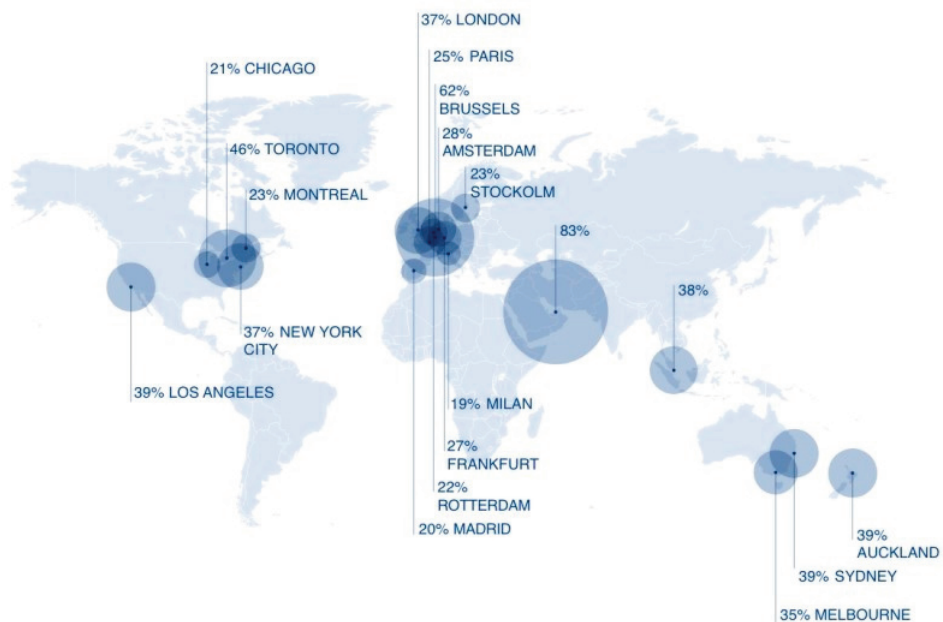 37% LONDON
25% PARIS
21% CHICAGO
62%
BRUSSELS
28%
AMSTERDAM
46% TORONTO
23%
STOCKOLM
23% MONTREAL
83%
38%
37% NEW YORK
CITY
39% LOS ANGELES
19% MILAN
27%
FRANKFURT
22%
ROTTERDAM
20% MADRID
39%
AUCKLAND
39% SYDNEY
35% MELBOURNE